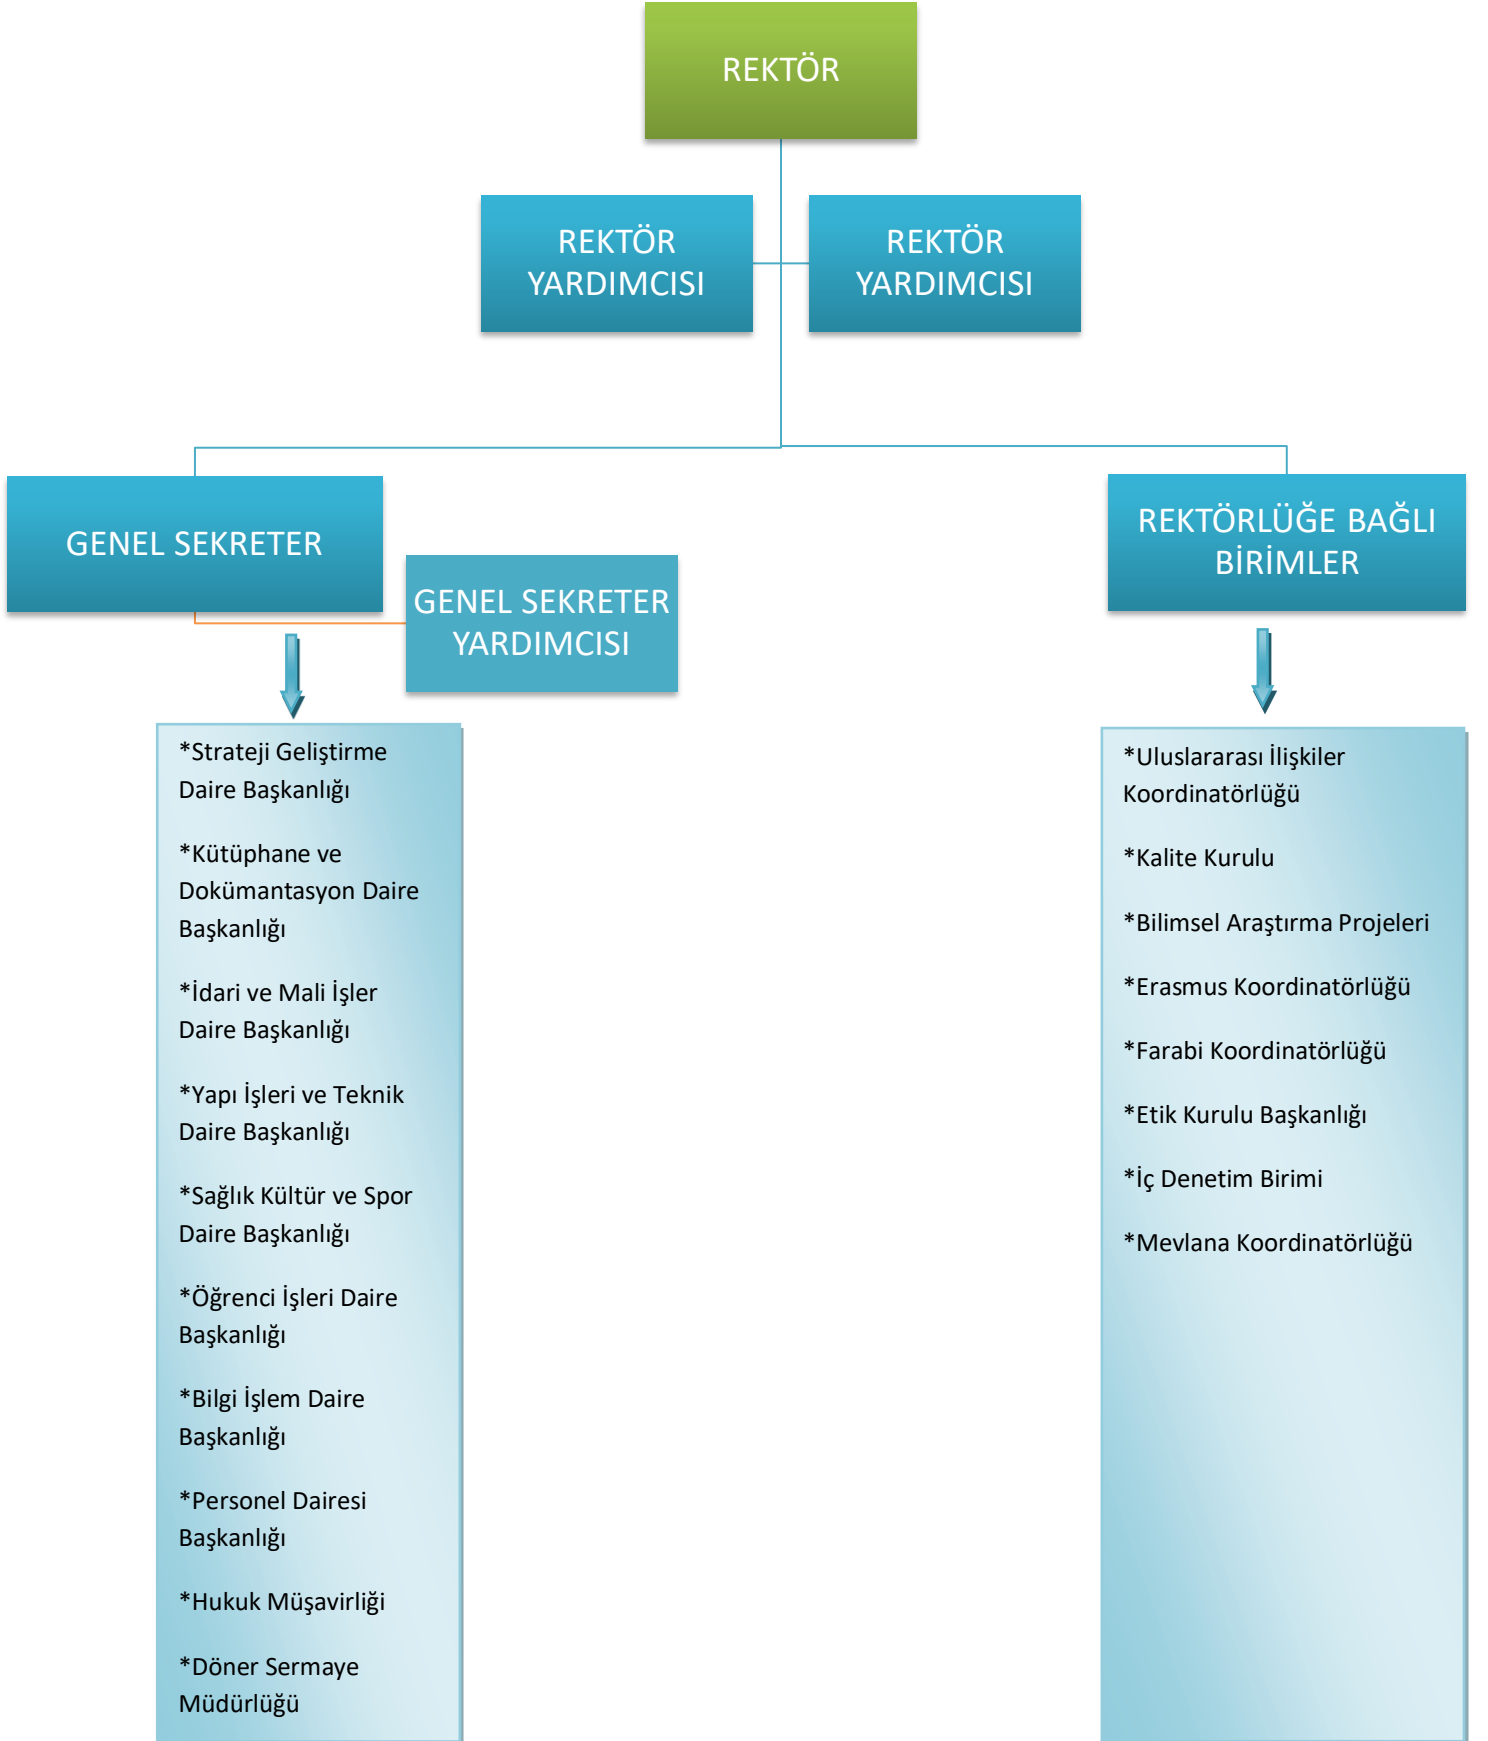 REKTÖR
REKTÖR
YARDIMCISI
REKTÖR
YARDIMCISI
GENEL SEKRETER
GENEL SEKRETER
YARDIMCISI
REKTÖRLÜĞE BAĞLI
BİRİMLER
*Strateji Geliştirme
Daire Başkanlığı
*Kütüphane ve
Dokümantasyon Daire
Başkanlığı
*İdari ve Mali İşler
Daire Başkanlığı
*Yapı İşleri ve Teknik
Daire Başkanlığı
*Sağlık Kültür ve Spor
Daire Başkanlığı
*Öğrenci İşleri Daire
Başkanlığı
*Bilgi İşlem Daire
Başkanlığı
*Personel Dairesi
Başkanlığı
*Hukuk Müşavirliği
*Döner Sermaye
Müdürlüğü
*Uluslararası İlişkiler
Koordinatörlüğü
*Kalite Kurulu
*Bilimsel Araştırma Projeleri
*Erasmus Koordinatörlüğü
*Farabi Koordinatörlüğü
*Etik Kurulu Başkanlığı
*İç Denetim Birimi
*Mevlana Koordinatörlüğü